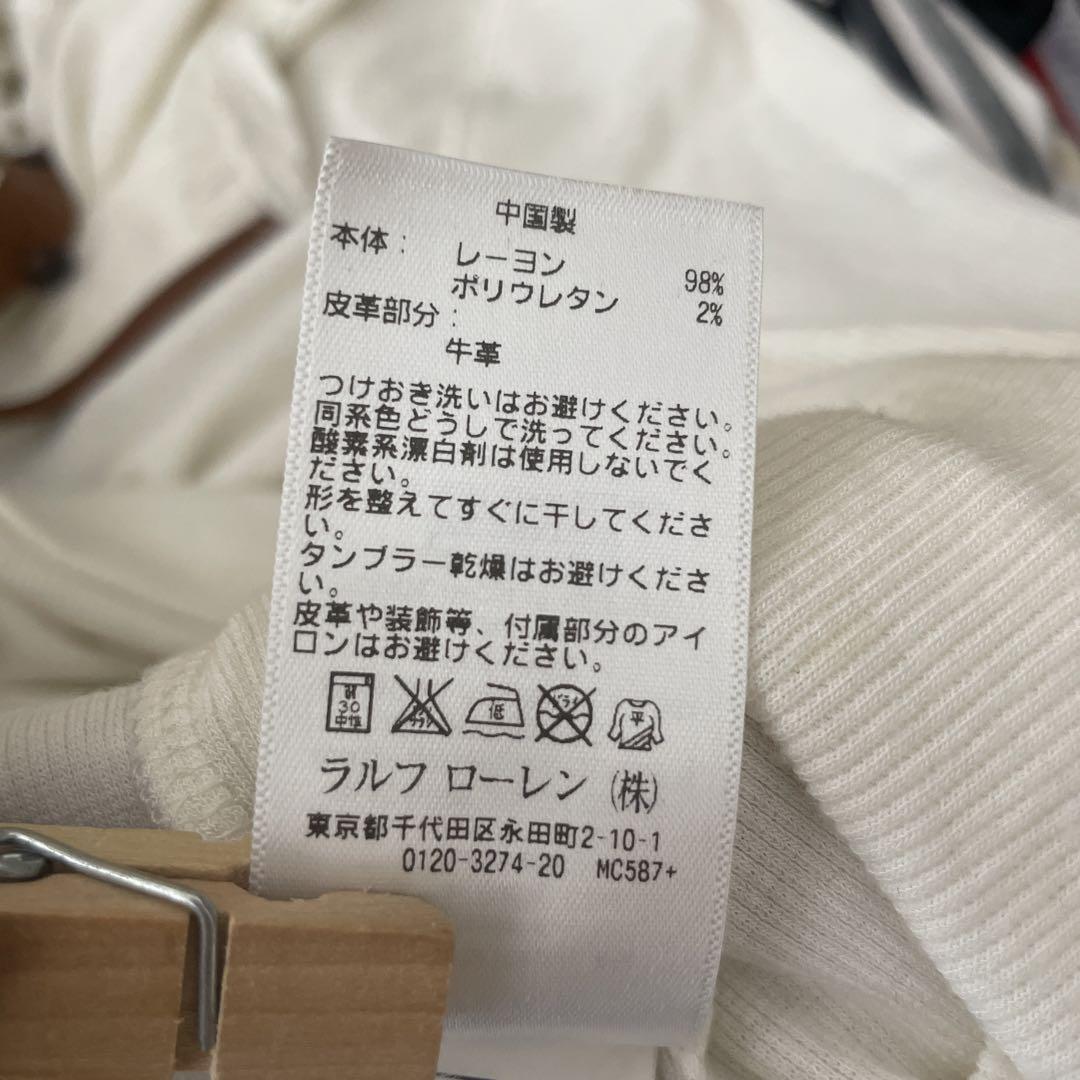 中国製
本体：
レーヨン 98%
ポリウレタン 2%
皮革部分：
牛革
つけおき洗いはお避けください。
同系色どうしで洗ってください。
酸素系漂白剤は使用しないでく
ださい。
形を整えてすぐに干してくださ
い。
タンブラー乾燥はお避けくださ
い。
皮革や装飾等、付属部分のアイ
ロンはお避けください。
30 中性 低 ドライ 平
ラルフ ローレン（株）
東京都千代田区永田町2-10-1
0120-3274-20 MC587+